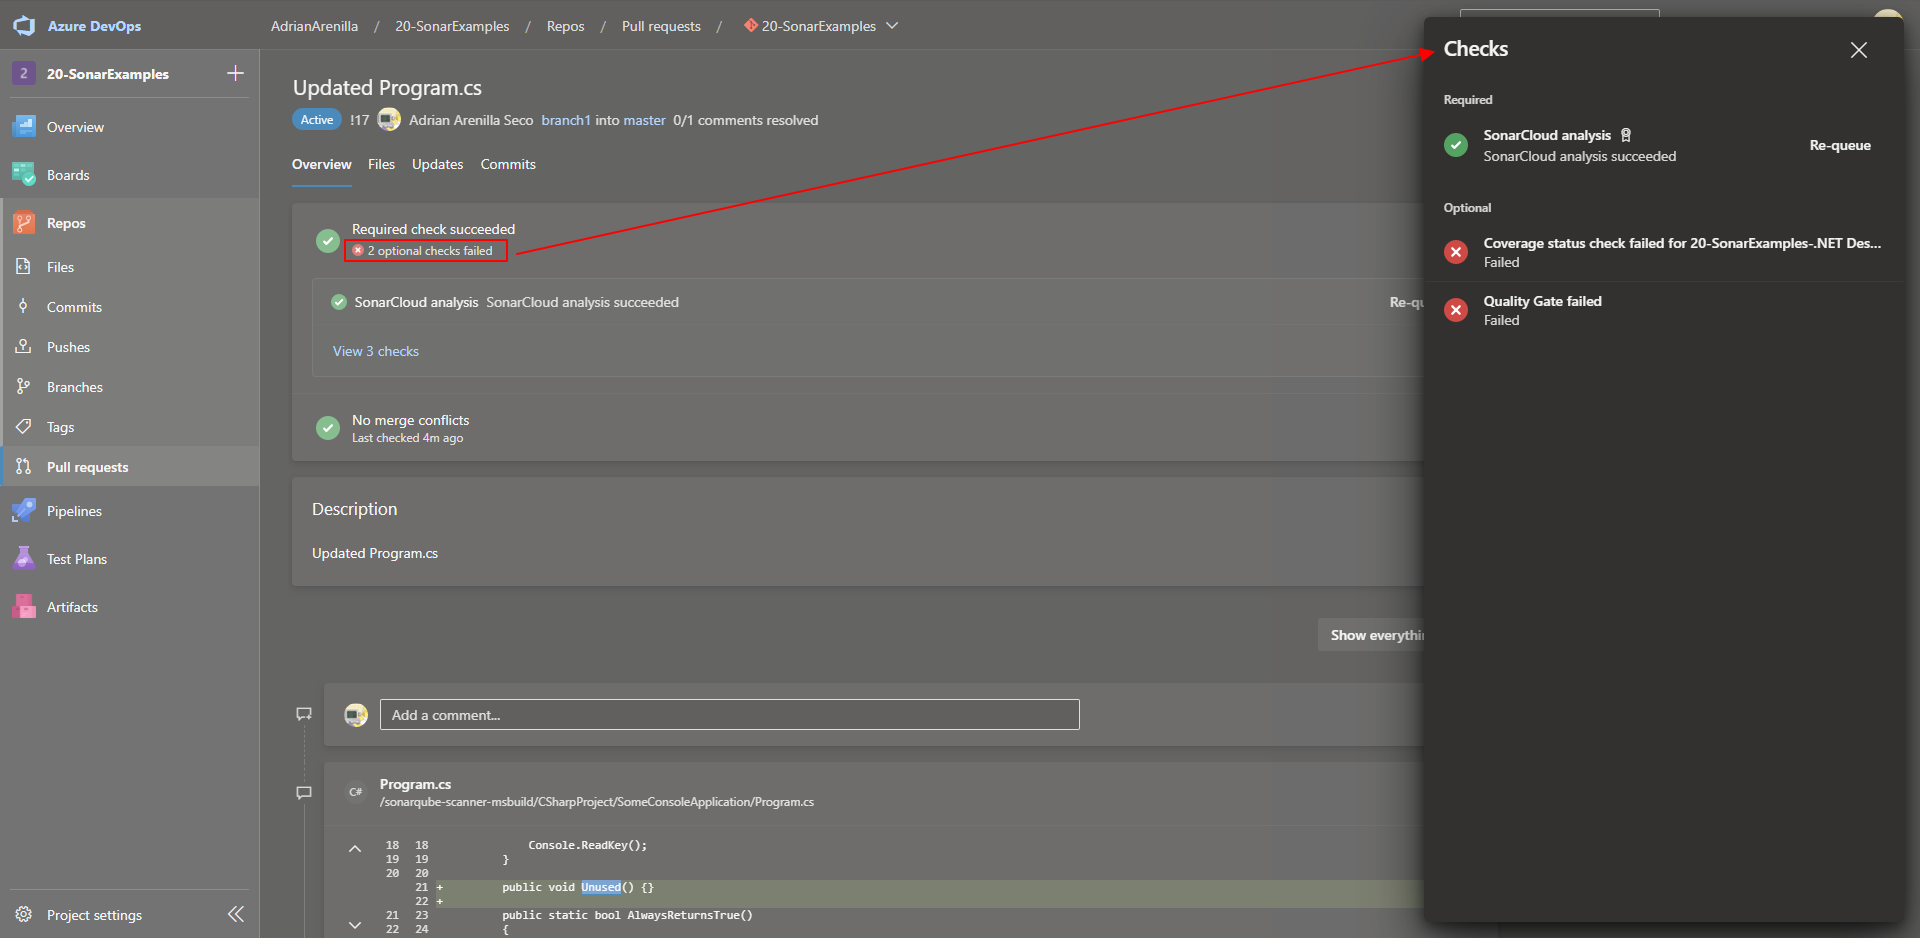 Azure DevOps
AdrianArenilla / 20-SonarExamples / Repos / Pull requests / 20-SonarExamples
2 20-SonarExamples
Overview
Boards
Repos
Files
Commits
Pushes
Branches
Tags
Pull requests
Pipelines
Test Plans
Artifacts
Project settings
Updated Program.cs
Active !17 Adrian Arenilla Seco branch1 into master 0/1 comments resolved
Overview Files Updates Commits
Required check succeeded
2 optional checks failed
SonarCloud analysis SonarCloud analysis succeeded Re-qu
View 3 checks
No merge conflicts
Last checked 4m ago
Description
Updated Program.cs
Show everythi
Add a comment...
C# Program.cs
/sonarqube-scanner-msbuild/CSharpProject/SomeConsoleApplication/Program.cs
18 18 Console.ReadKey();
19 19 }
20 20
21 + public void Unused() {}
22 +
21 23 public static bool AlwaysReturnsTrue()
22 24 {
Checks
Required
SonarCloud analysis
SonarCloud analysis succeeded
Re-queue
Optional
Coverage status check failed for 20-SonarExamples-.NET Des...
Failed
Quality Gate failed
Failed